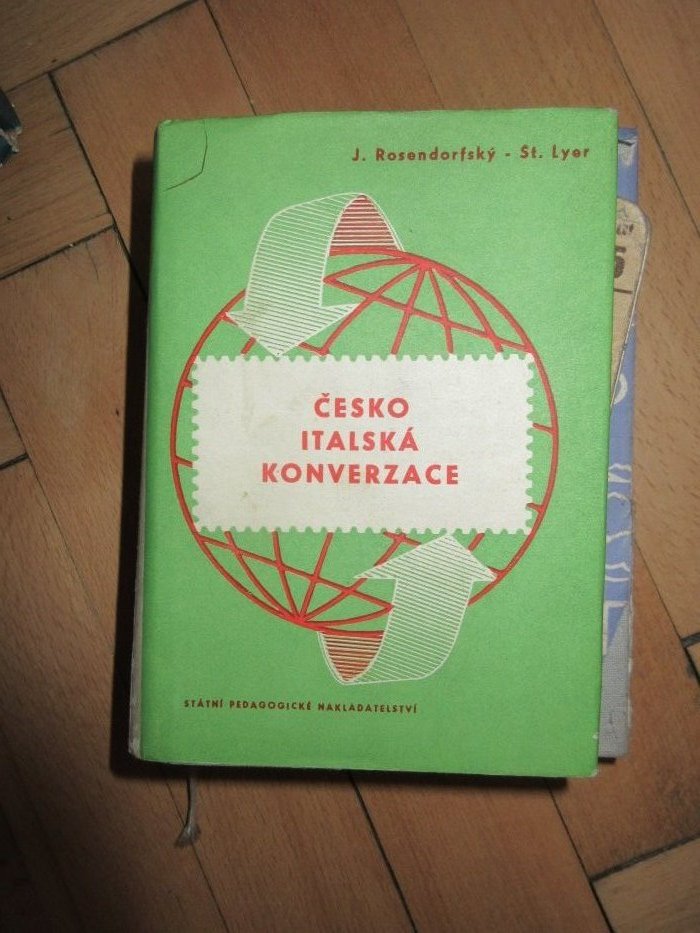 J. Rosendorfský - St. Lyer
ČESKO
ITALSKÁ
KONVERZACE
STÁTNÍ PEDAGOGICKÉ NAKLADATELSTVÍ